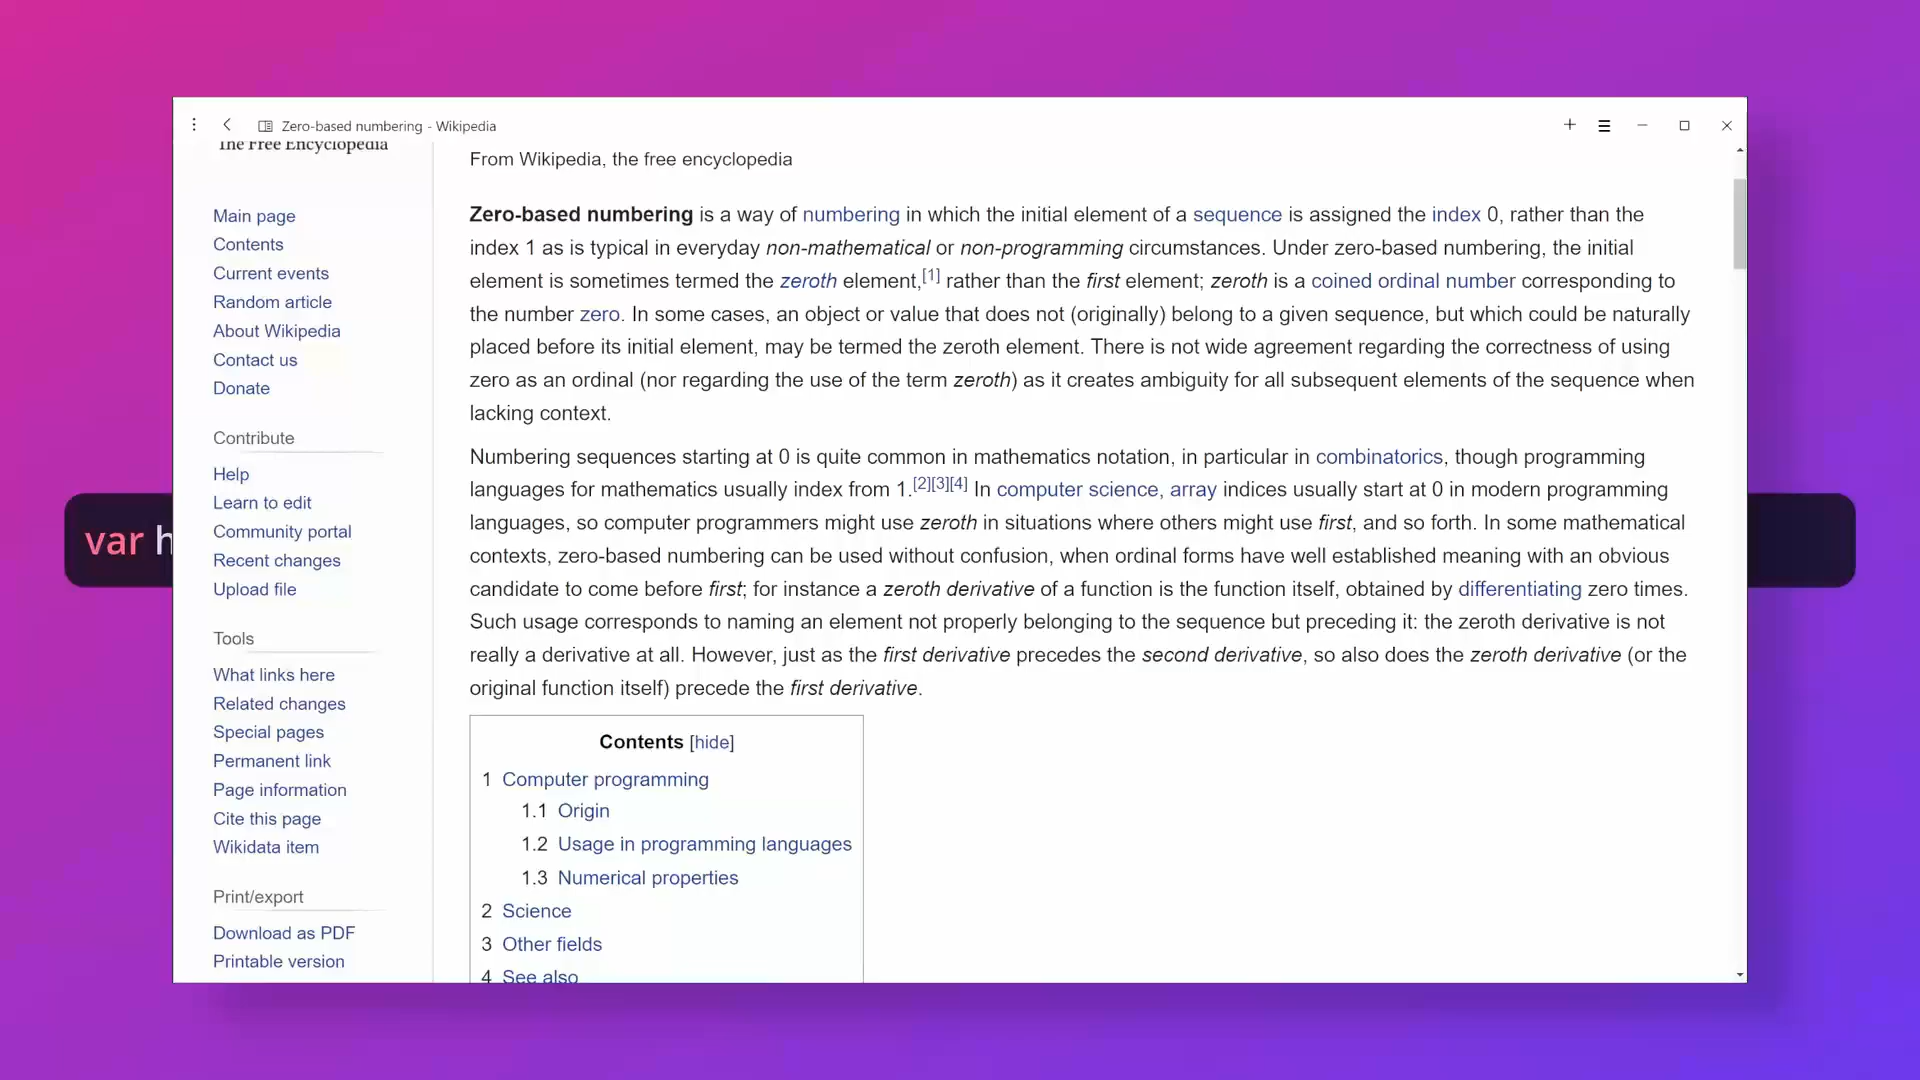 Zero-based numbering - Wikipedia
The Free Encyclopedia
Main page
Contents
Current events
Random article
About Wikipedia
Contact us
Donate
Contribute
Help
Learn to edit
Community portal
Recent changes
Upload file
Tools
What links here
Related changes
Special pages
Permanent link
Page information
Cite this page
Wikidata item
Print/export
Download as PDF
Printable version
From Wikipedia, the free encyclopedia
Zero-based numbering is a way of numbering in which the initial element of a sequence is assigned the index 0, rather than the
index 1 as is typical in everyday non-mathematical or non-programming circumstances. Under zero-based numbering, the initial
element is sometimes termed the zeroth element,[1] rather than the first element; zeroth is a coined ordinal number corresponding to
the number zero. In some cases, an object or value that does not (originally) belong to a given sequence, but which could be naturally
placed before its initial element, may be termed the zeroth element. There is not wide agreement regarding the correctness of using
zero as an ordinal (nor regarding the use of the term zeroth) as it creates ambiguity for all subsequent elements of the sequence when
lacking context.
Numbering sequences starting at 0 is quite common in mathematics notation, in particular in combinatorics, though programming
languages for mathematics usually index from 1.[2][3][4] In computer science, array indices usually start at 0 in modern programming
languages, so computer programmers might use zeroth in situations where others might use first, and so forth. In some mathematical
contexts, zero-based numbering can be used without confusion, when ordinal forms have well established meaning with an obvious
candidate to come before first; for instance a zeroth derivative of a function is the function itself, obtained by differentiating zero times.
Such usage corresponds to naming an element not properly belonging to the sequence but preceding it: the zeroth derivative is not
really a derivative at all. However, just as the first derivative precedes the second derivative, so also does the zeroth derivative (or the
original function itself) precede the first derivative.
Contents [hide]
1 Computer programming
1.1 Origin
1.2 Usage in programming languages
1.3 Numerical properties
2 Science
3 Other fields
4 See also
var h